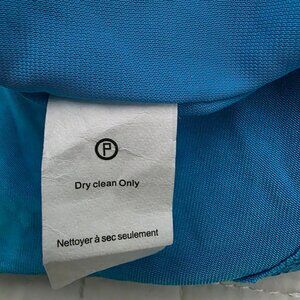 P
Dry clean Only
Nettoyer à sec seulement